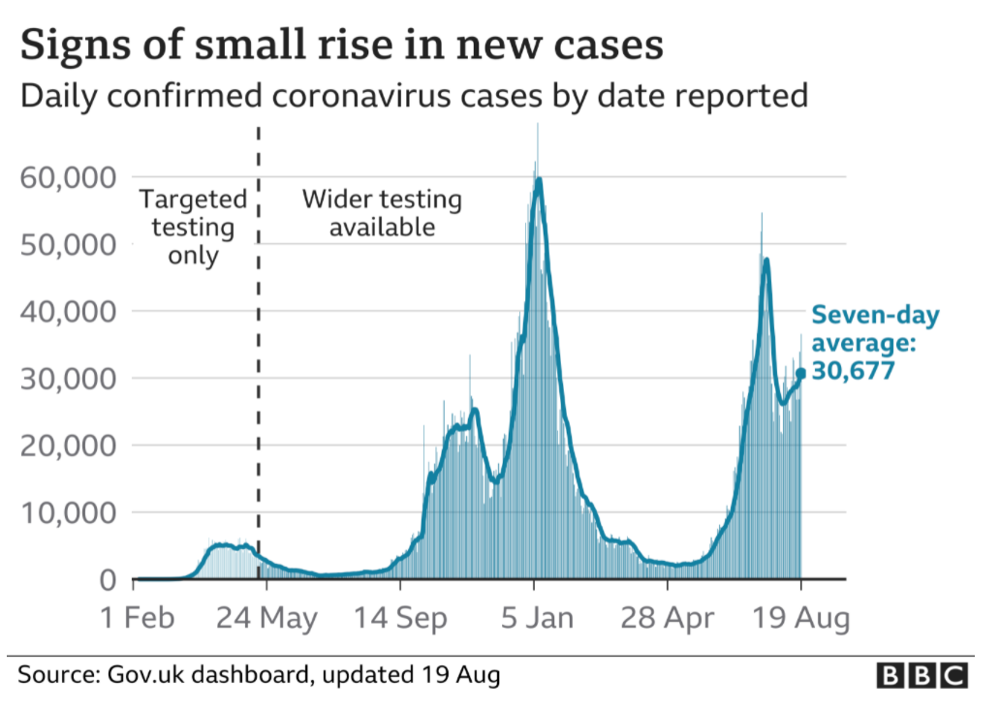 Signs of small rise in new cases
Daily confirmed coronavirus cases by date reported
60,000
50,000
40,000
30,000
20,000
10,000
0
Targeted
testing
only
Wider testing
available
Seven-day
average:
30,677
1 Feb
24 May
14 Sep
5 Jan
28 Apr
19 Aug
Source: Gov.uk dashboard, updated 19 Aug
BBC